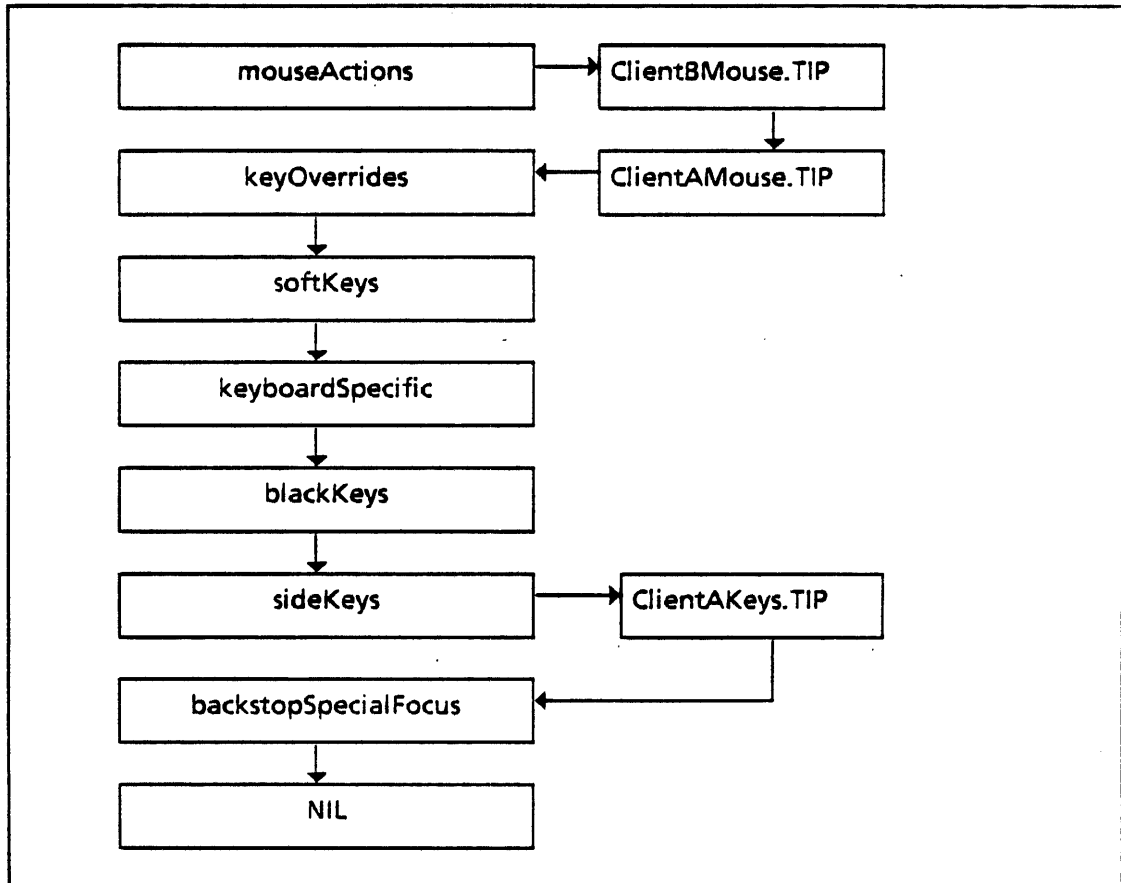 mouseActions
ClientBMouse.TIP
keyOverrides
ClientAMouse.TIP
softKeys
keyboardSpecific
blackKeys
sideKeys
ClientAKeys.TIP
backstopSpecialFocus
NIL